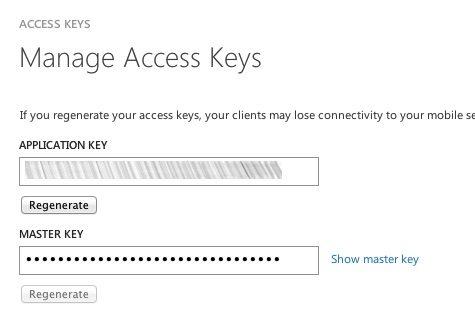 ACCESS KEYS
Manage Access Keys
If you regenerate your access keys, your clients may lose connectivity to your mobile se
APPLICATION KEY
Regenerate
MASTER KEY
••••••••••••••••••••••••••••••••
Show master key
Regenerate